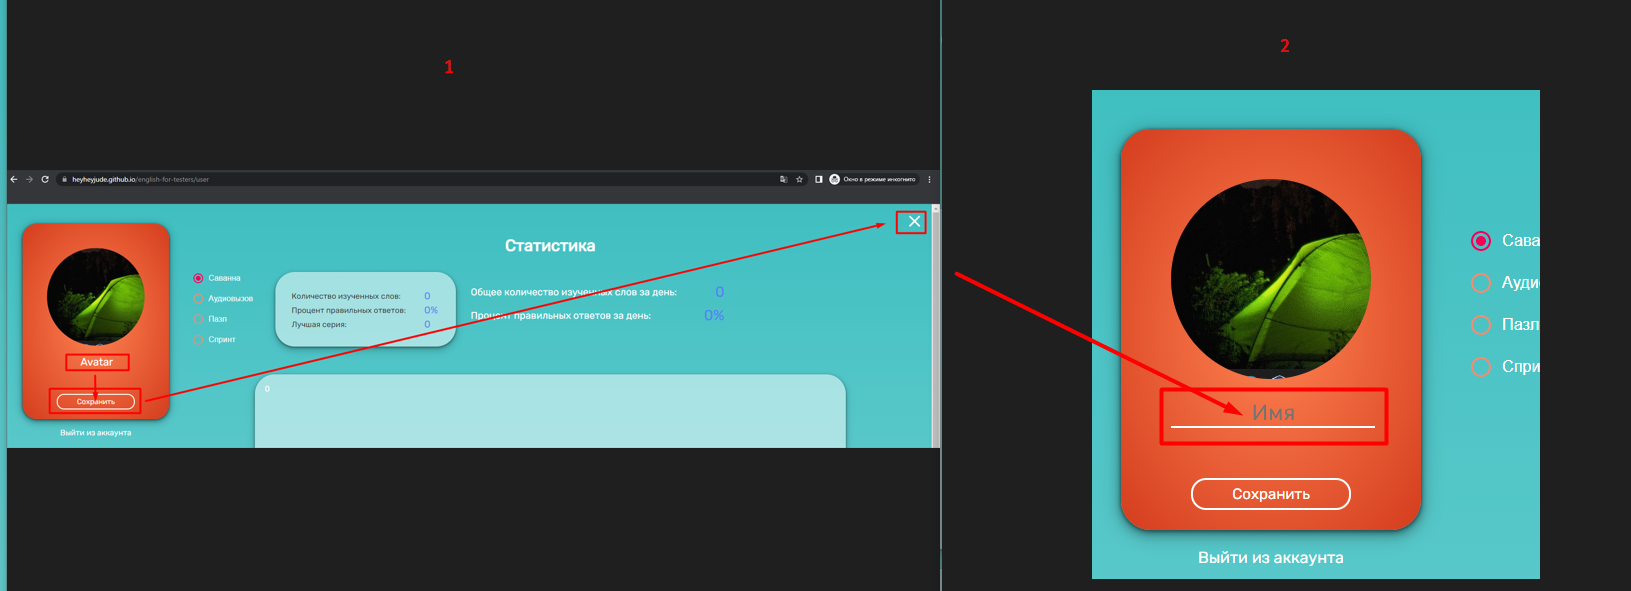 1
heyheyjude.github.io/english-for-testers/user
Окно в режиме инкогнито
Статистика
Саванна
Аудиовызов
Пазл
Спринт
Количество изученных слов: 0
Процент правильных ответов: 0%
Лучшая серия: 0
Общее количество изученных слов за день: 0
Процент правильных ответов за день: 0%
Avatar
Сохранить
Выйти из аккаунта
0
2
Сава
Аудио
Пазл
Спри
Имя
Сохранить
Выйти из аккаунта